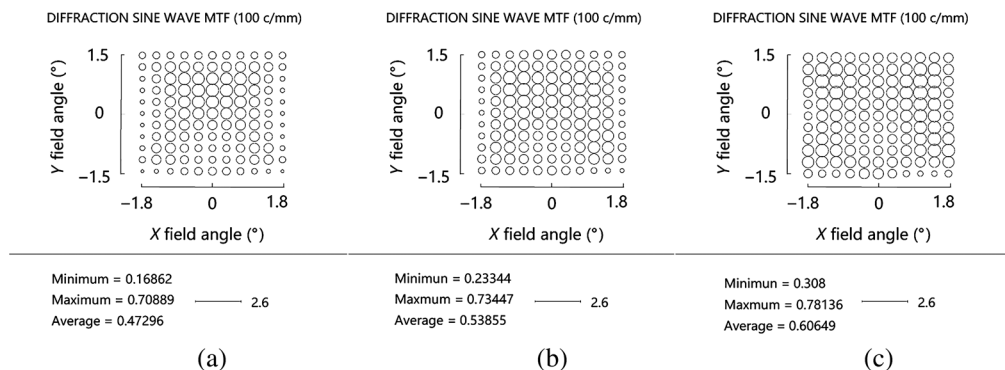 DIFFRACTION SINE WAVE MTF (100 c/mm)
1.5
0
−1.5
Y field angle (°)
−1.8 0 1.8
X field angle (°)
Minimum = 0.16862
Maximum = 0.70889
Average = 0.47296
2.6
(a)
DIFFRACTION SINE WAVE MTF (100 c/mm)
1.5
0
−1.5
Y field angle (°)
−1.8 0 1.8
X field angle (°)
Minimun = 0.23344
Maxmum = 0.73447
Average = 0.53855
2.6
(b)
DIFFRACTION SINE WAVE MTF (100 c/mm)
1.5
0
−1.5
Y field angle (°)
−1.8 0 1.8
X field angle (°)
Minimun = 0.308
Maxmum = 0.78136
Average = 0.60649
2.6
(c)